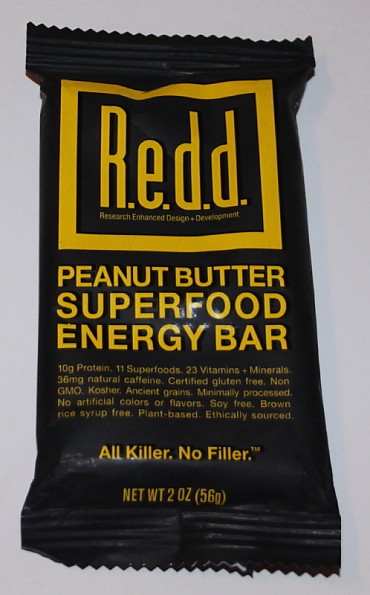 R.e.d.d.
Research Enhanced Design + Development
PEANUT BUTTER
SUPERFOOD
ENERGY BAR
10g Protein. 11 Superfoods. 23 Vitamins + Minerals.
36mg natural caffeine. Certified gluten free. Non
GMO. Kosher. Ancient grains. Minimally processed.
No artificial colors or flavors. Soy free. Brown
rice syrup free. Plant-based. Ethically sourced.
All Killer. No Filler.™
NET WT 2 OZ (56g)